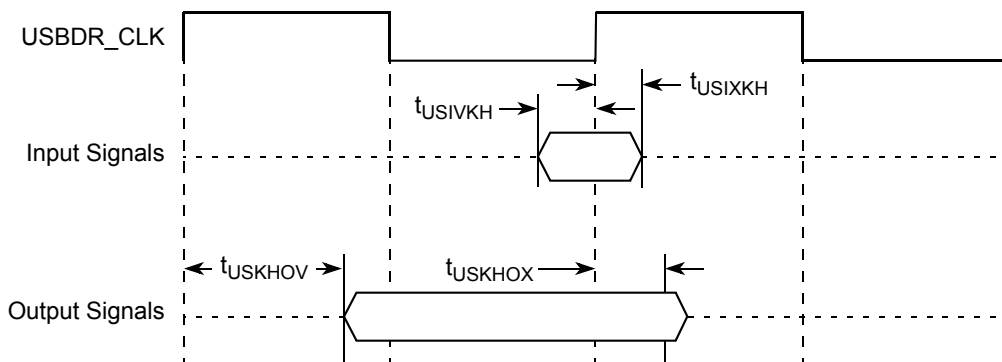 USBDR_CLK
tUSIXKH
tUSIVKH
Input Signals
tUSKHOV
tUSKHOX
Output Signals